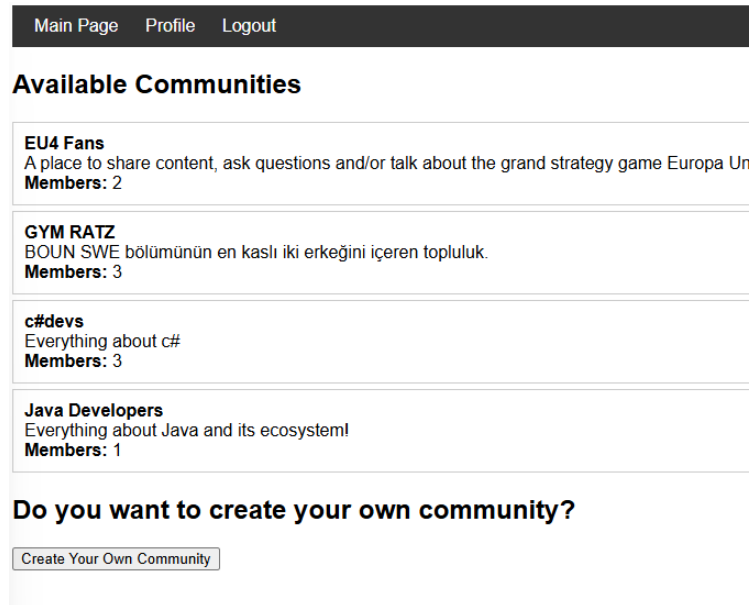 Main Page Profile Logout
Available Communities
EU4 Fans
A place to share content, ask questions and/or talk about the grand strategy game Europa Un
Members: 2
GYM RATZ
BOUN SWE bölümünün en kaslı iki erkeğini içeren topluluk.
Members: 3
c#devs
Everything about c#
Members: 3
Java Developers
Everything about Java and its ecosystem!
Members: 1
Do you want to create your own community?
Create Your Own Community